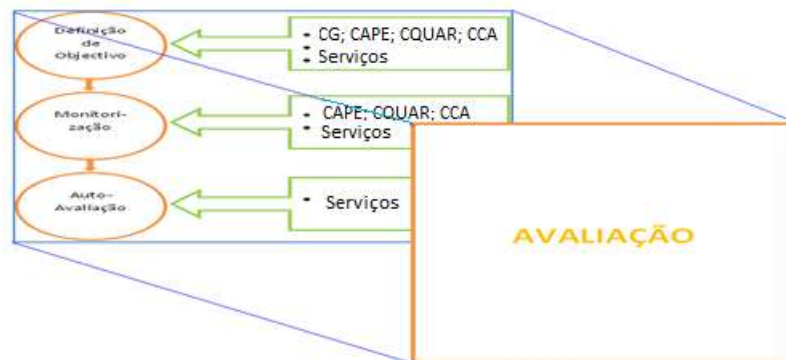 Definição
de
Objectivo
• CG; CAPE; CQUAR; CCA
•
• Serviços
Monitori-
zação
• CAPE; CQUAR; CCA
• Serviços
Auto-
Avaliação
• Serviços
AVALIAÇÃO